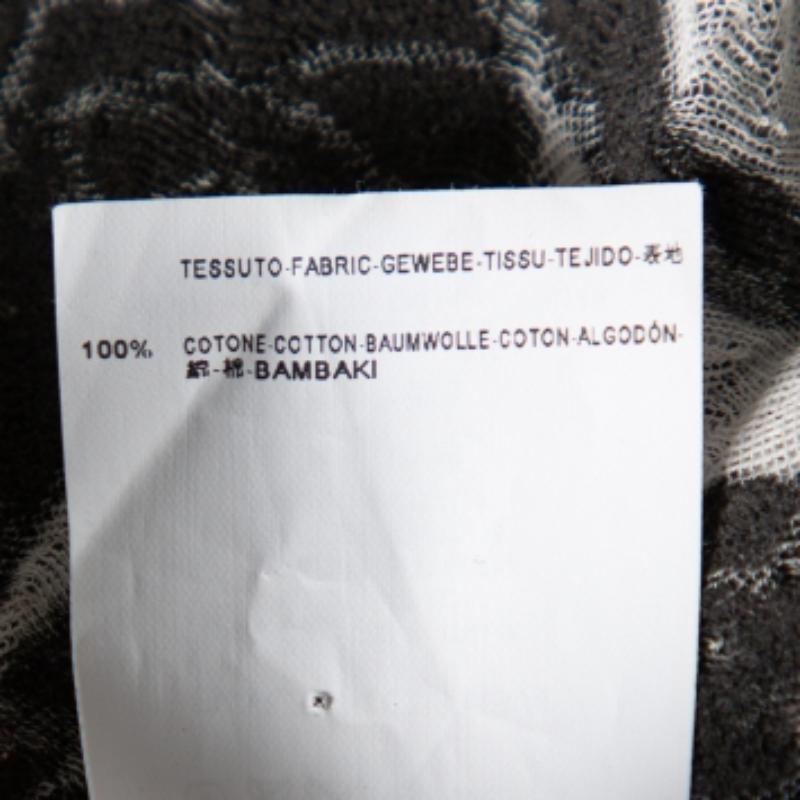 TESSUTO-FABRIC-GEWEBE-TISSU-TEJIDO-表地
100% COTONE-COTTON-BAUMWOLLE-COTON-ALGODÓN-
綿-棉-BAMBAKI